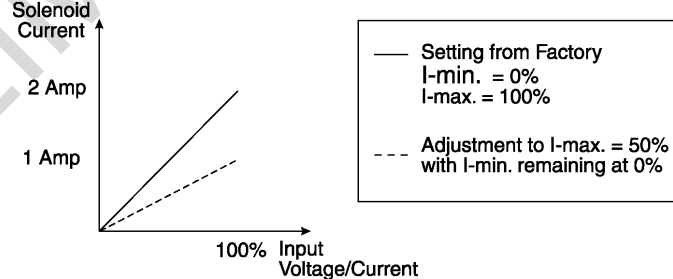 Solenoid
Current
2 Amp
1 Amp
100% Input
Voltage/Current
Setting from Factory
I-min. = 0%
I-max. = 100%
Adjustment to I-max. = 50%
with I-min. remaining at 0%